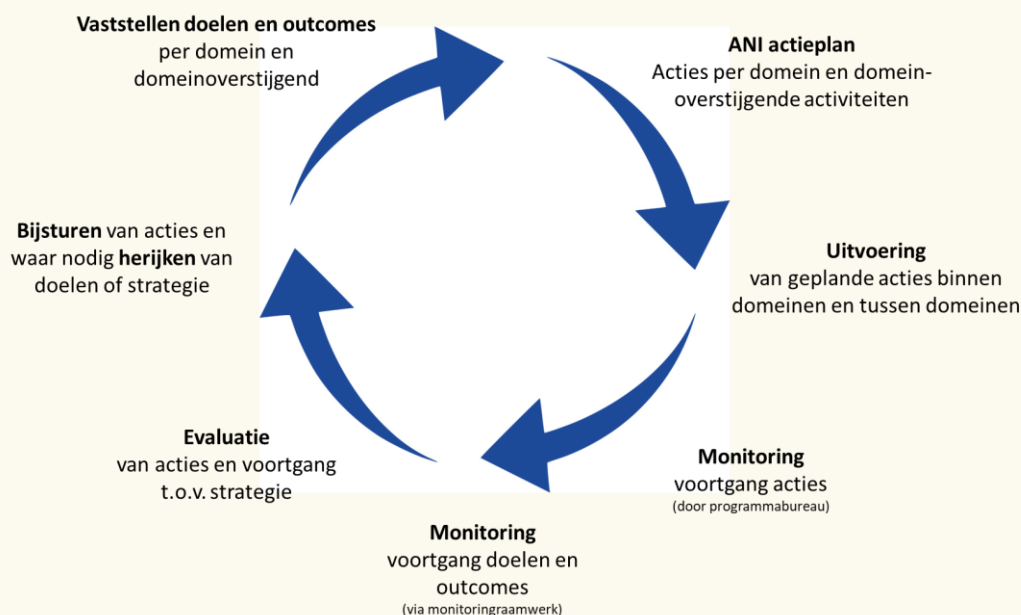 Vaststellen doelen en outcomes
per domein en
domeinoverstijgend
ANI actieplan
Acties per domein en domein-
overstijgende activiteiten
Uitvoering
van geplande acties binnen
domeinen en tussen domeinen
Monitoring
voortgang acties
(door programmabureau)
Monitoring
voortgang doelen en
outcomes
(via monitoringraamwerk)
Evaluatie
van acties en voortgang
t.o.v. strategie
Bijsturen van acties en
waar nodig herijken van
doelen of strategie